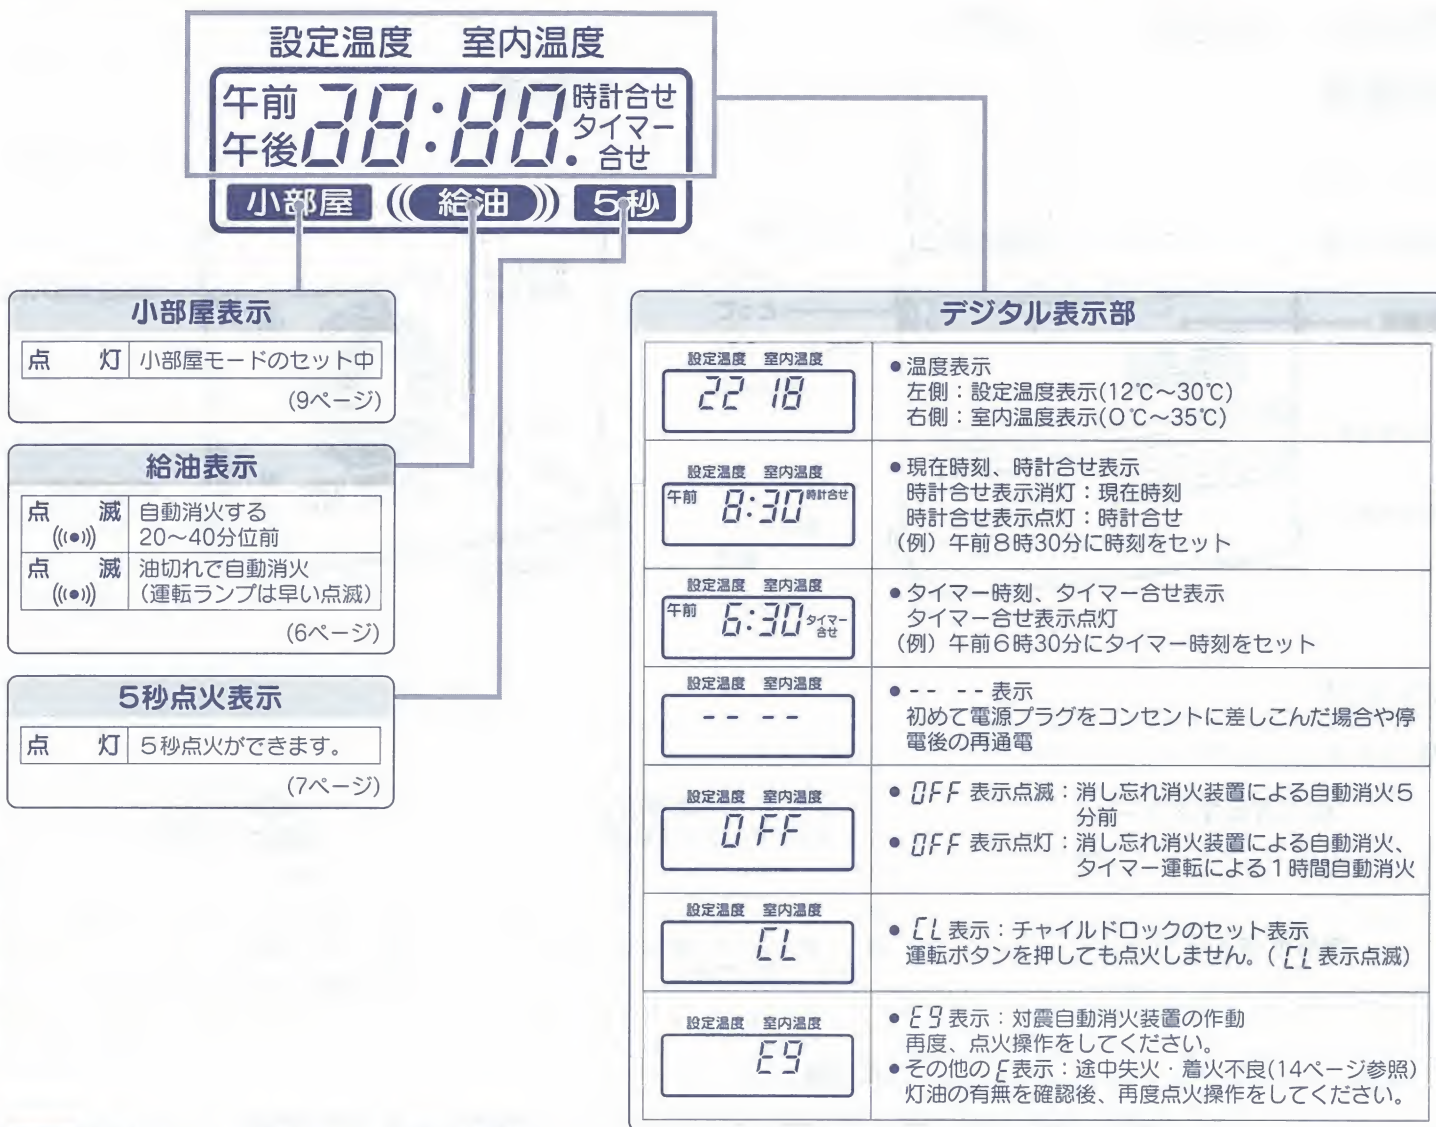 設定温度 室内温度
午前 28:88. 時計合せ
午後 タイマー
合せ
小部屋 給油 5秒
小部屋表示
点 灯 小部屋モードのセット中
(9ページ)
給油表示
点 滅 自動消火する
20〜40分位前
点 滅 油切れで自動消火
(運転ランプは早い点滅)
(6ページ)
5秒点火表示
点 灯 5秒点火ができます。
(7ページ)
デジタル表示部
設定温度 室内温度
22 18
●温度表示
左側：設定温度表示(12℃〜30℃)
右側：室内温度表示(0℃〜35℃)
設定温度 室内温度
午前 8:30 時計合せ
●現在時刻、時計合せ表示
時計合せ表示消灯：現在時刻
時計合せ表示点灯：時計合せ
(例) 午前8時30分に時刻をセット
設定温度 室内温度
午前 6:30 タイマー
合せ
●タイマー時刻、タイマー合せ表示
タイマー合せ表示点灯
(例) 午前6時30分にタイマー時刻をセット
設定温度 室内温度
-- --
●-- -- 表示
初めて電源プラグをコンセントに差しこんだ場合や停
電後の再通電
設定温度 室内温度
OFF
●OFF 表示点滅：消し忘れ消火装置による自動消火5
分前
●OFF 表示点灯：消し忘れ消火装置による自動消火、
タイマー運転による1時間自動消火
設定温度 室内温度
CL
●CL表示：チャイルドロックのセット表示
運転ボタンを押しても点火しません。(CL表示点滅)
設定温度 室内温度
E9
●E9表示：対震自動消火装置の作動
再度、点火操作をしてください。
●その他のE表示：途中失火・着火不良(14ページ参照)
灯油の有無を確認後、再度点火操作をしてください。